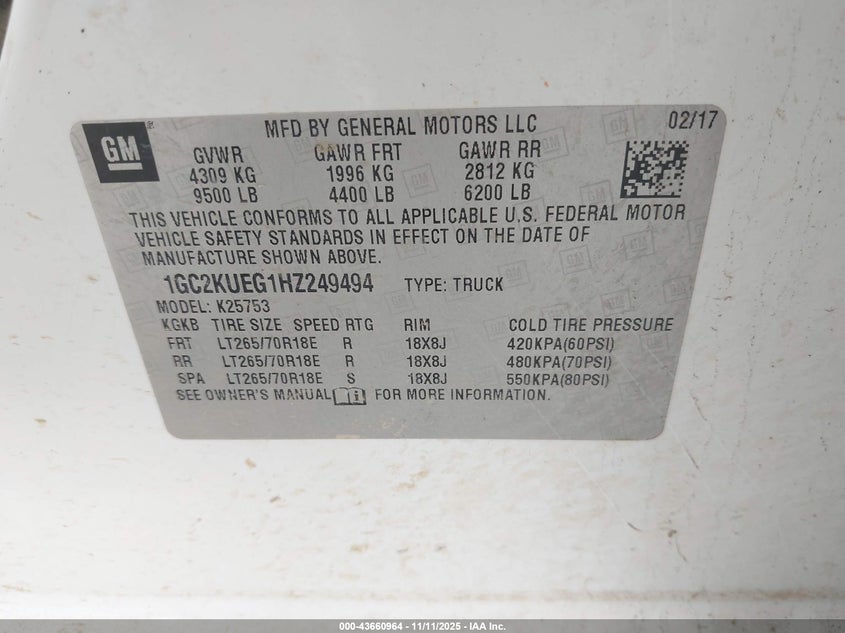 GM
MFD BY GENERAL MOTORS LLC 02/17
GVWR GAWR FRT GAWR RR
4309 KG 1996 KG 2812 KG
9500 LB 4400 LB 6200 LB
THIS VEHICLE CONFORMS TO ALL APPLICABLE U.S. FEDERAL MOTOR
VEHICLE SAFETY STANDARDS IN EFFECT ON THE DATE OF
MANUFACTURE SHOWN ABOVE.
1GC2KUEG1HZ249494 TYPE: TRUCK
MODEL: K25753
KGKB TIRE SIZE SPEED RTG RIM COLD TIRE PRESSURE
FRT LT265/70R18E R 18X8J 420KPA(60PSI)
RR LT265/70R18E R 18X8J 480KPA(70PSI)
SPA LT265/70R18E S 18X8J 550KPA(80PSI)
SEE OWNER'S MANUAL FOR MORE INFORMATION.
000-43660964 - 11/11/2025 - IAA Inc.